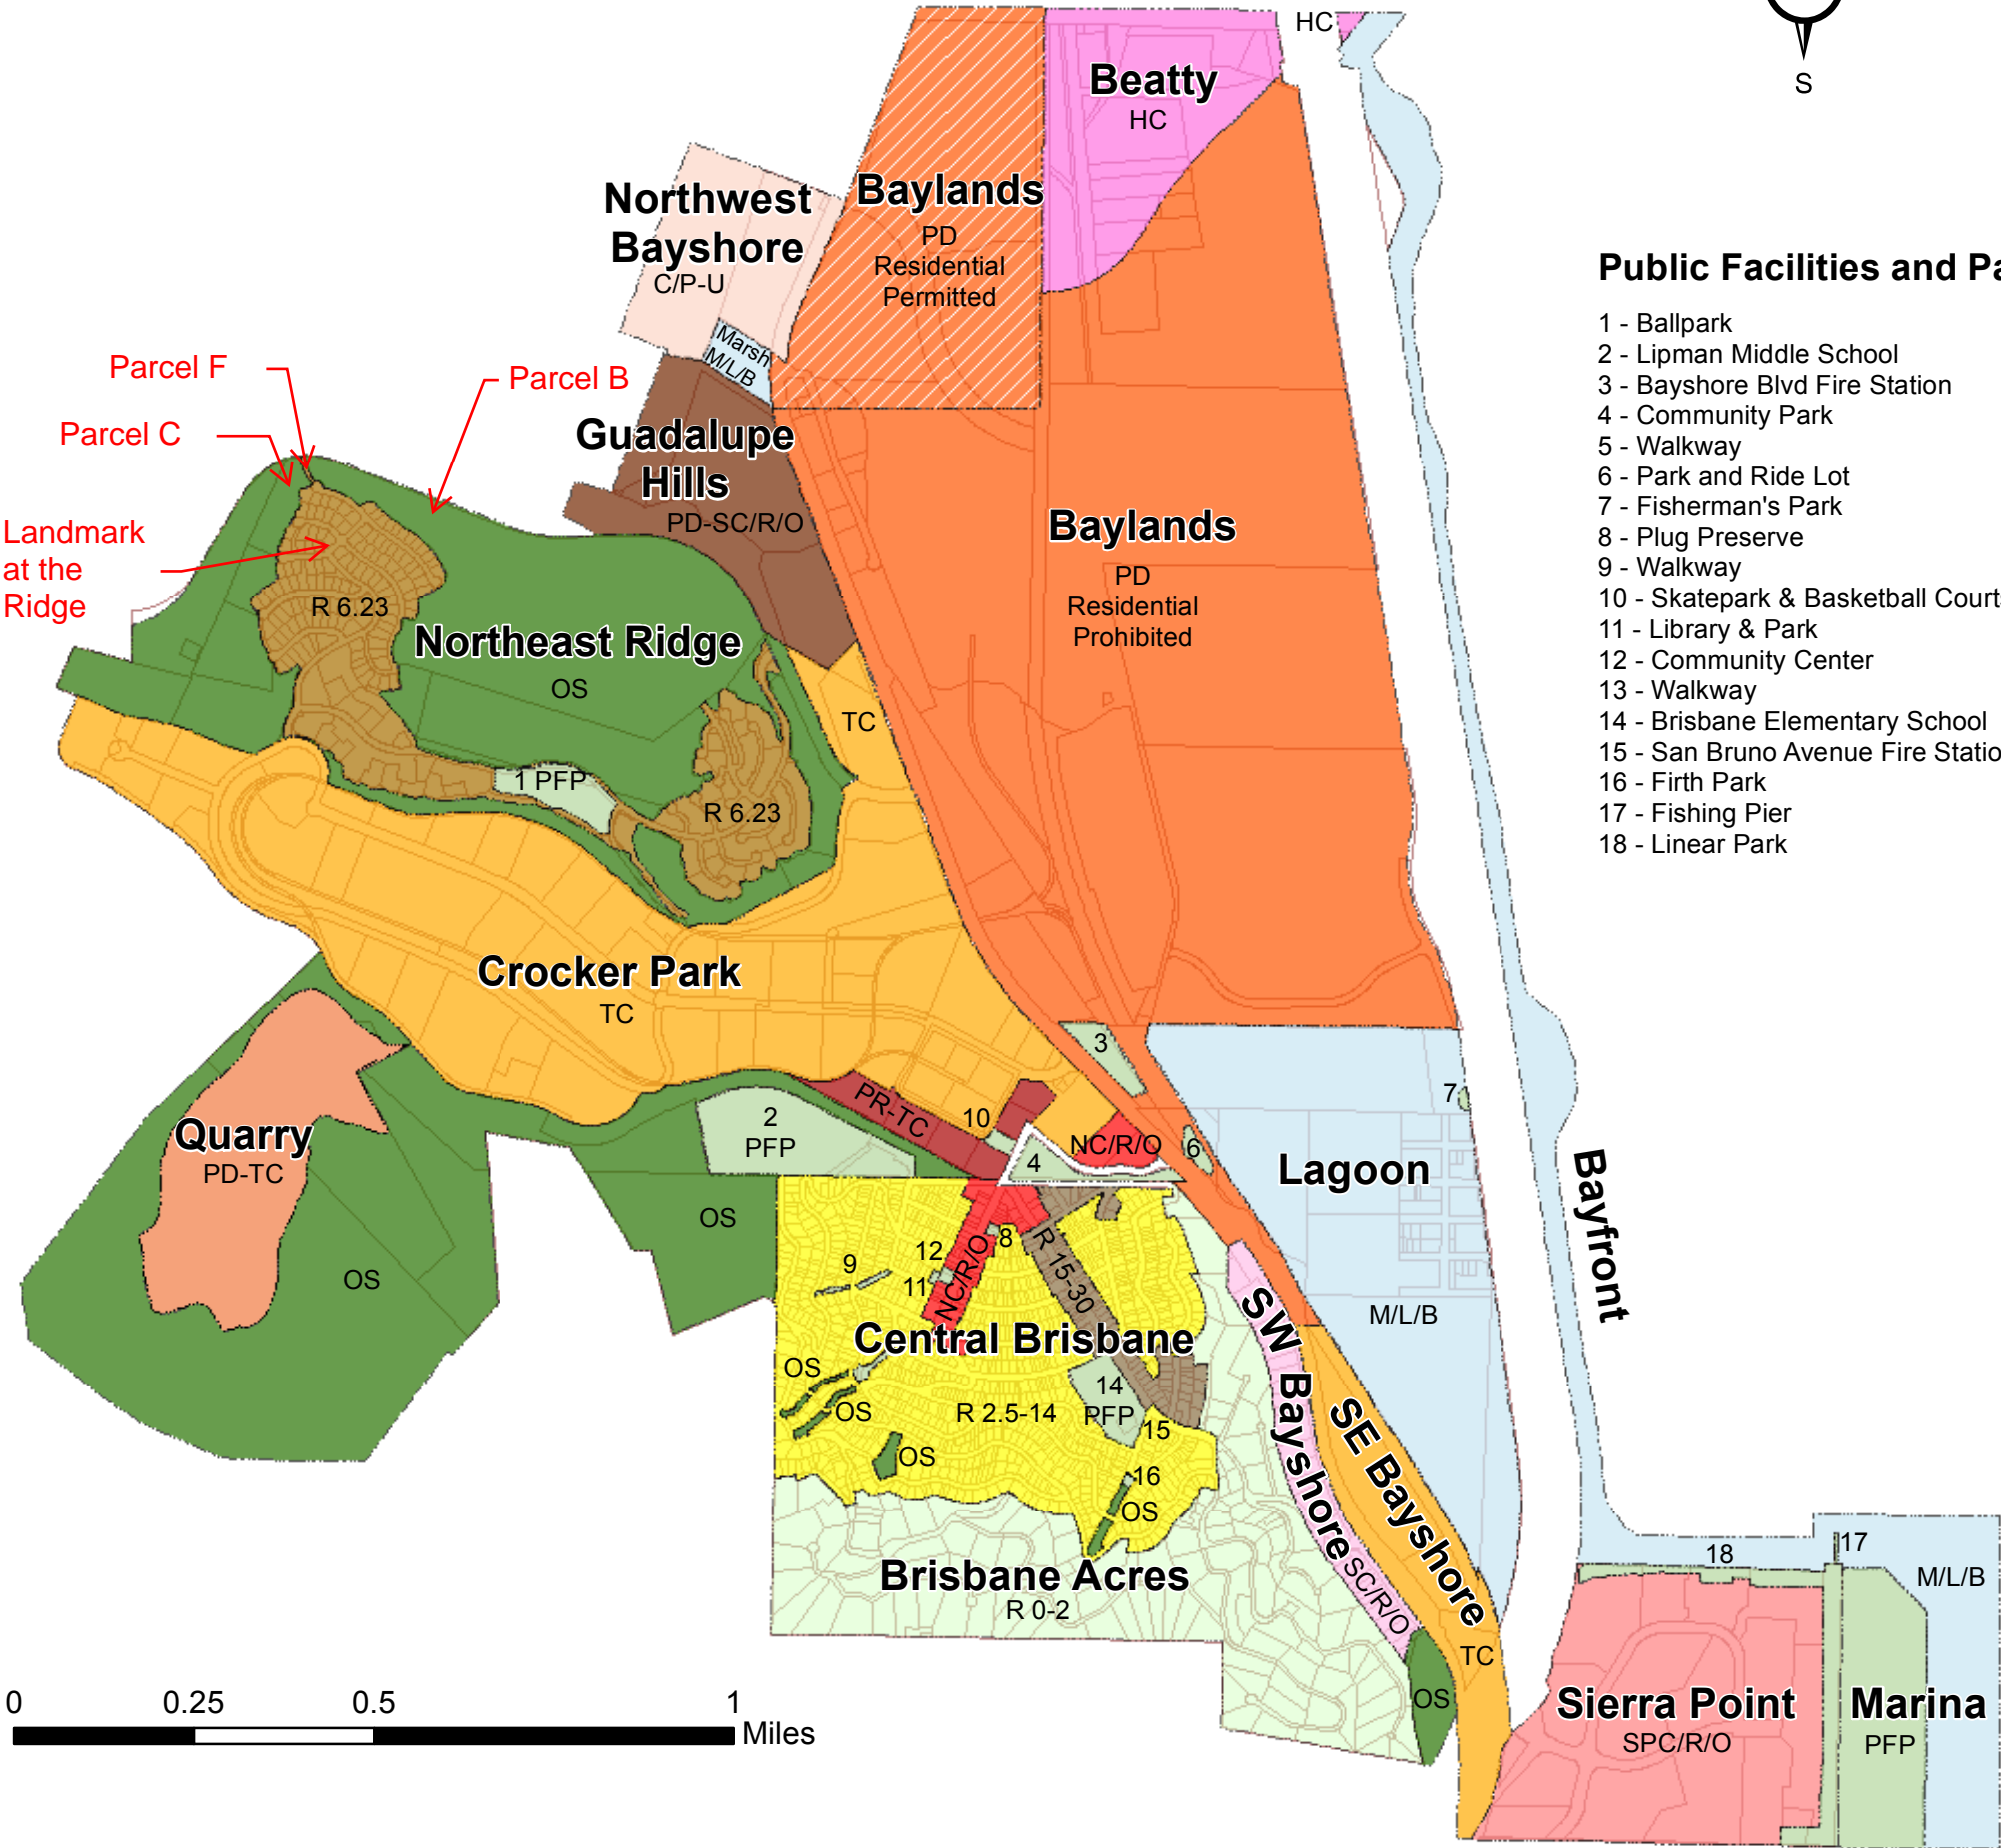 HC
S
Beatty
HC
Northwest
Bayshore
C/P-U
Baylands
PD
Residential
Permitted
Marsh
M/L/B
Public Facilities and Pa
1 - Ballpark
2 - Lipman Middle School
3 - Bayshore Blvd Fire Station
4 - Community Park
5 - Walkway
6 - Park and Ride Lot
7 - Fisherman's Park
8 - Plug Preserve
9 - Walkway
10 - Skatepark & Basketball Court
11 - Library & Park
12 - Community Center
13 - Walkway
14 - Brisbane Elementary School
15 - San Bruno Avenue Fire Statio
16 - Firth Park
17 - Fishing Pier
18 - Linear Park
Parcel F
Parcel B
Parcel C
Landmark
at the
Ridge
Guadalupe
Hills
PD-SC/R/O
Baylands
PD
Residential
Prohibited
R 6.23
Northeast Ridge
OS
TC
1 PFP
R 6.23
Crocker Park
TC
3
7
PR-TC
10
2
PFP
NC/R/O
6
4
Quarry
PD-TC
OS
OS
Lagoon
M/L/B
Bayfront
9
12
11
8
NC/R/O
R 15-30
Central Brisbane
OS
OS
R 2.5-14
14
PFP
15
OS
16
OS
SW Bayshore
SC/R/O
SE Bayshore
TC
Brisbane Acres
R 0-2
OS
18
17
M/L/B
Sierra Point
SPC/R/O
Marina
PFP
0 0.25 0.5 1
Miles